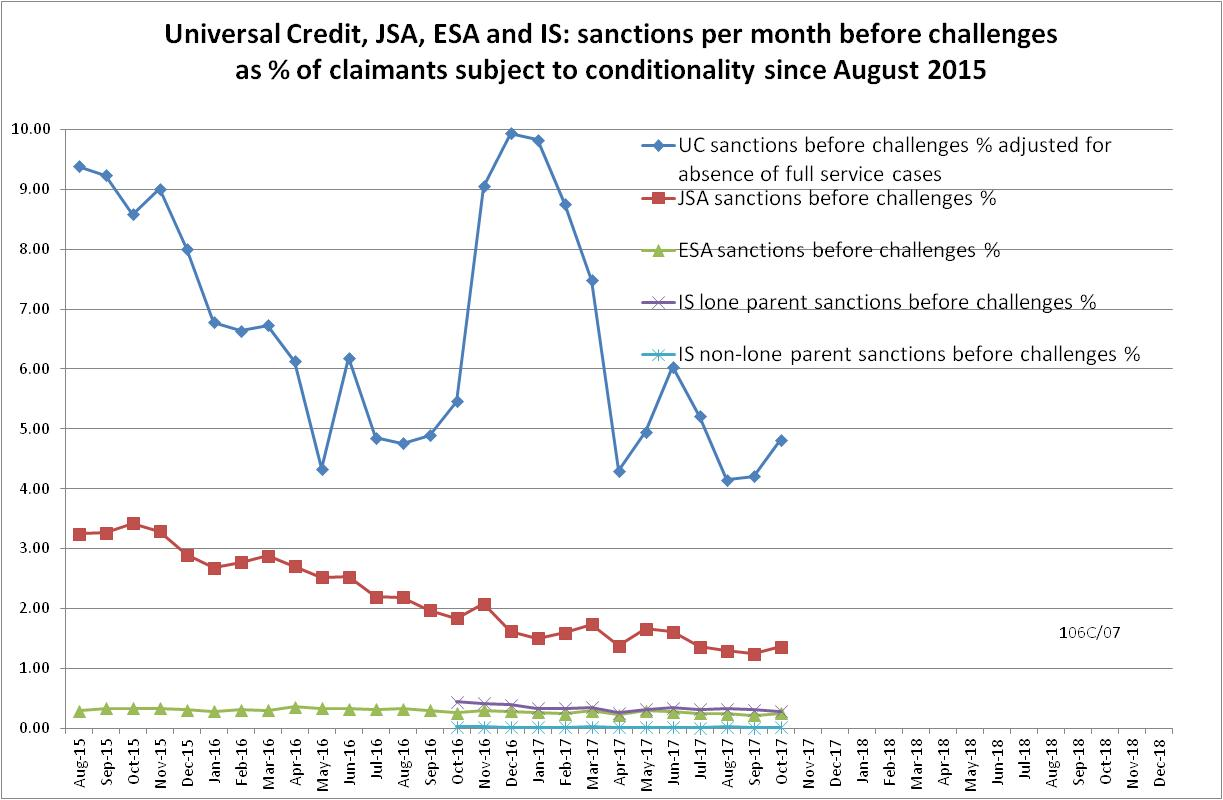 Universal Credit, JSA, ESA and IS: sanctions per month before challenges
as % of claimants subject to conditionality since August 2015
10.00
9.00
8.00
7.00
6.00
5.00
4.00
3.00
2.00
1.00
0.00
UC sanctions before challenges % adjusted for
absence of full service cases
JSA sanctions before challenges %
ESA sanctions before challenges %
IS lone parent sanctions before challenges %
IS non-lone parent sanctions before challenges %
106C/07
Aug-15
Sep-15
Oct-15
Nov-15
Dec-15
Jan-16
Feb-16
Mar-16
Apr-16
May-16
Jun-16
Jul-16
Aug-16
Sep-16
Oct-16
Nov-16
Dec-16
Jan-17
Feb-17
Mar-17
Apr-17
May-17
Jun-17
Jul-17
Aug-17
Sep-17
Oct-17
Nov-17
Dec-17
Jan-18
Feb-18
Mar-18
Apr-18
May-18
Jun-18
Jul-18
Aug-18
Sep-18
Oct-18
Nov-18
Dec-18